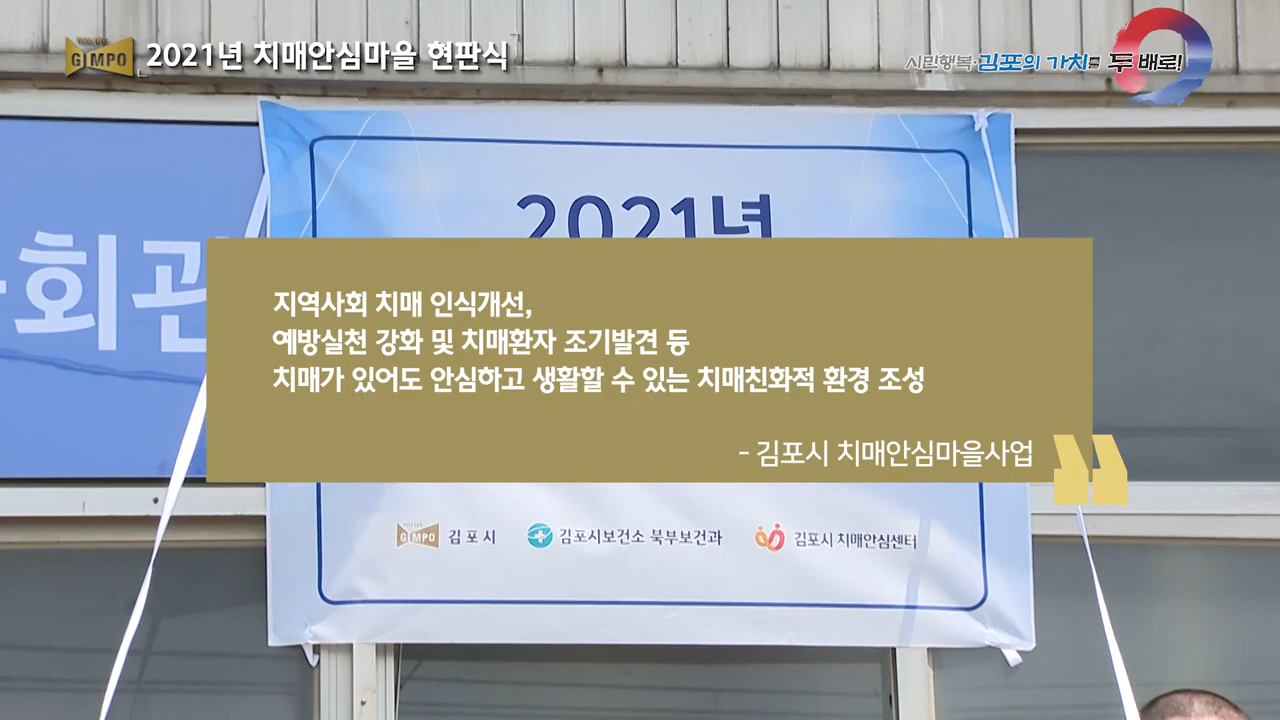 GIMPO
2021년 치매안심마을 현판식
시민행복·김포의 가치를 두 배로!
2021년
회관
지역사회 치매 인식개선,
예방실천 강화 및 치매환자 조기발견 등
치매가 있어도 안심하고 생활할 수 있는 치매친화적 환경 조성
- 김포시 치매안심마을사업
GIMPO 김포시
김포시보건소 북부보건과
김포시 치매안심센터